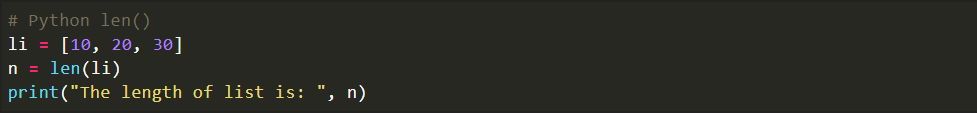 # Python len()
li = [10, 20, 30]
n = len(li)
print("The length of list is: ", n)